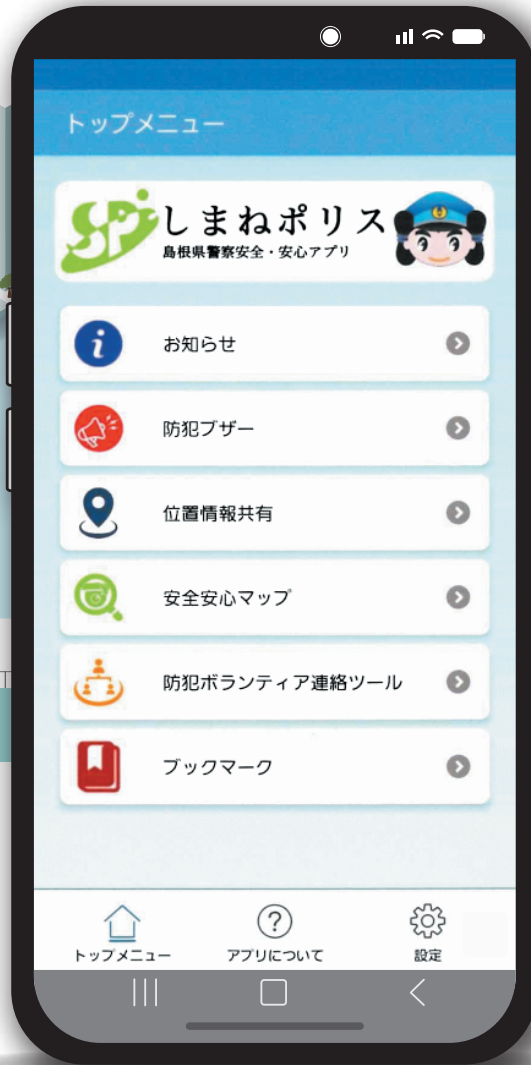 トップメニュー
SPi
しまねポリス
島根県警察安全・安心アプリ
お知らせ
防犯ブザー
位置情報共有
安全安心マップ
防犯ボランティア連絡ツール
ブックマーク
トップメニュー
アプリについて
設定